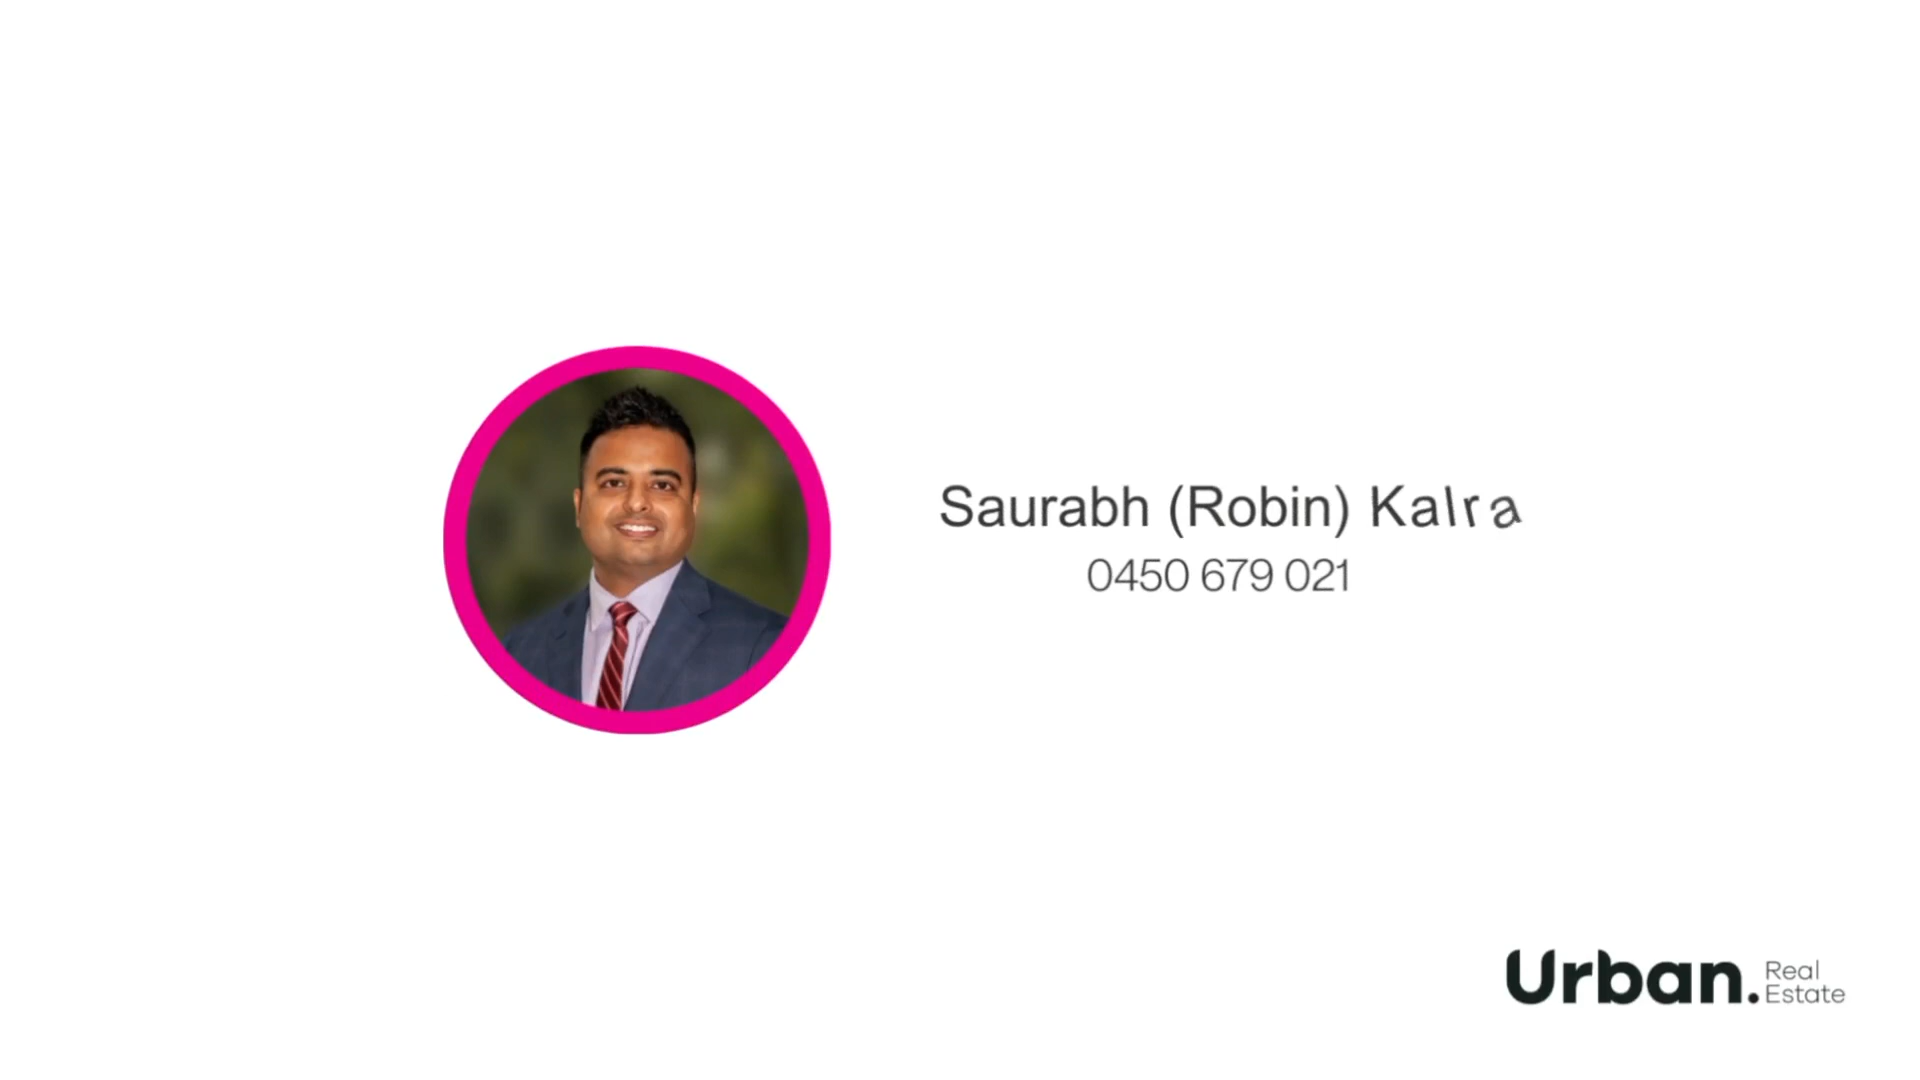 Saurabh (Robin) Kalra
0450 679 021
Urban.
Real
Estate